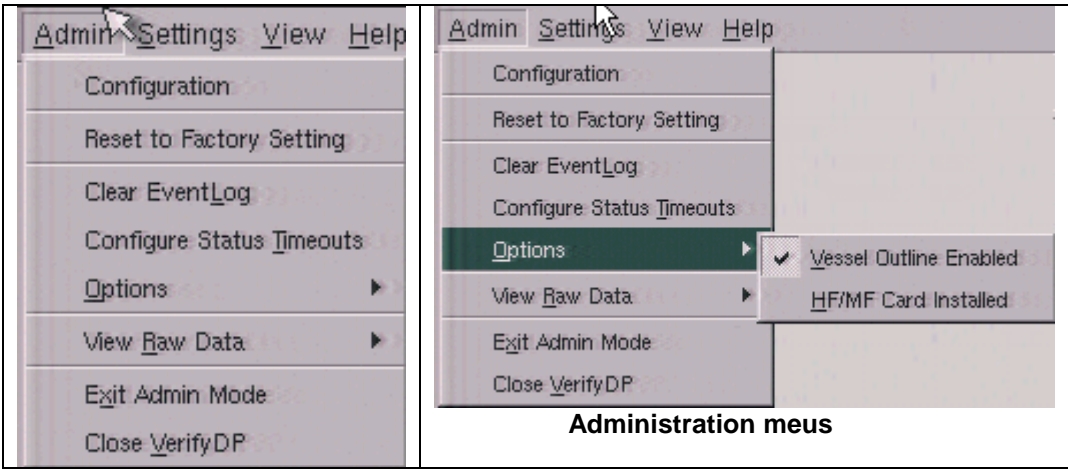 Admin Settings View Help
Configuration
Reset to Factory Setting
Clear EventLog
Configure Status Timeouts
Options
View Raw Data
Exit Admin Mode
Close VerifyDP
Admin Settings View Help
Configuration
Reset to Factory Setting
Clear EventLog
Configure Status Timeouts
Options
Vessel Outline Enabled
View Raw Data
HF/MF Card Installed
Exit Admin Mode
Close VerifyDP
Administration meus